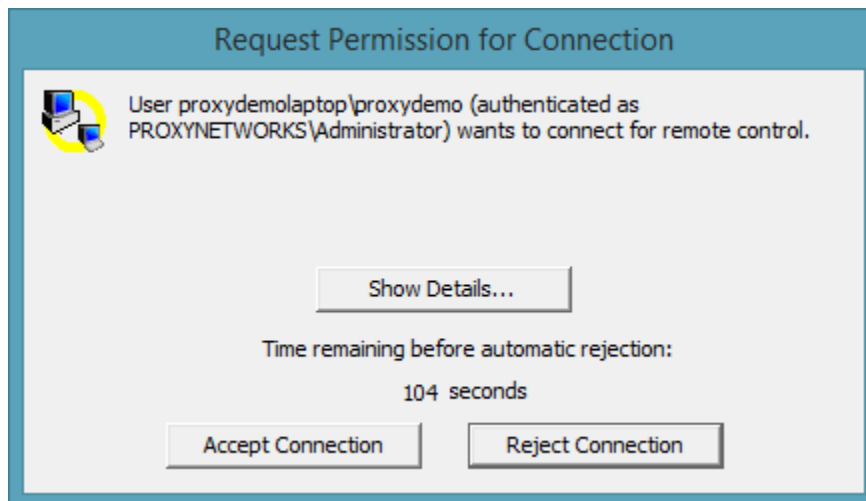 Request Permission for Connection
User proxydemolaptop\proxydemo (authenticated as
PROXYNETWORKS\Administrator) wants to connect for remote control.
Show Details...
Time remaining before automatic rejection:
104 seconds
Accept Connection
Reject Connection